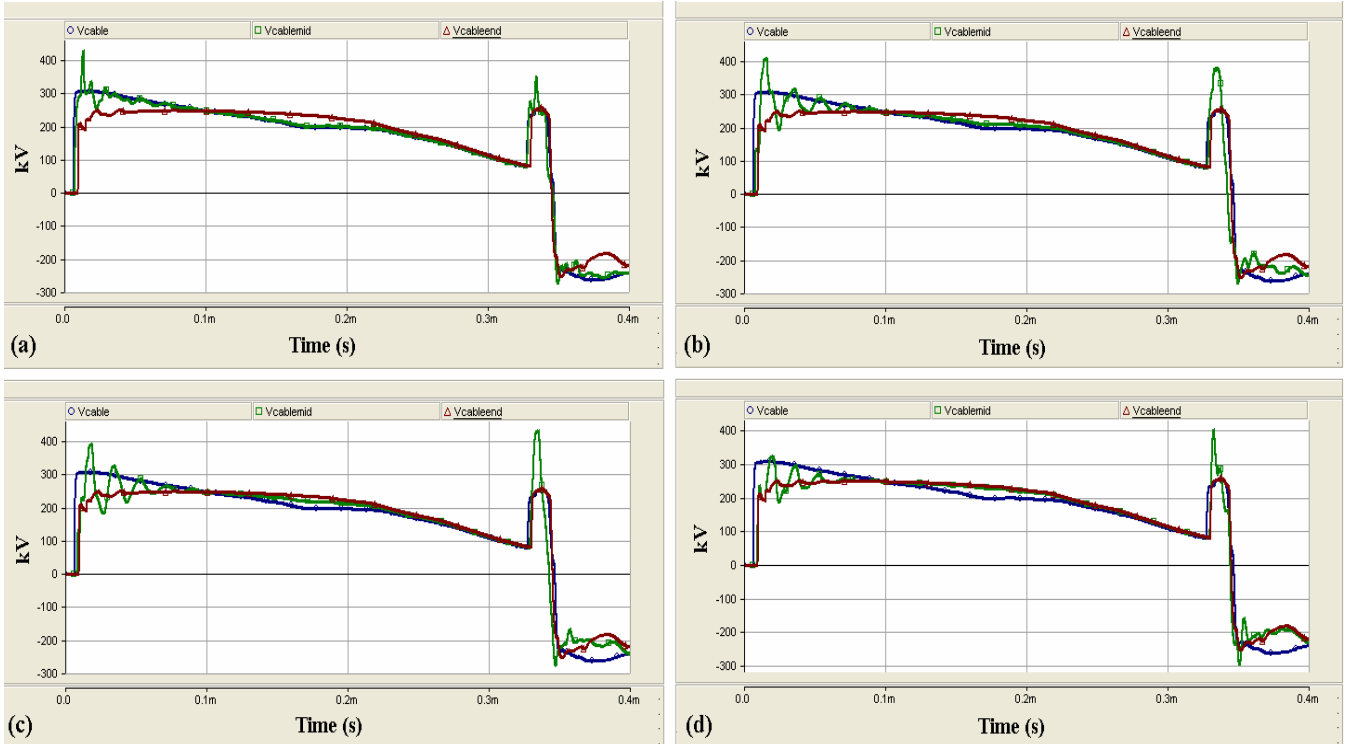 Vcable Vcablemid Vcableend
400
300
200
100
0
-100
-200
-300
kV
0.0 0.1m 0.2m 0.3m 0.4m
(a) Time (s)
Vcable Vcablemid Vcableend
400
300
200
100
0
-100
-200
-300
kV
0.0 0.1m 0.2m 0.3m 0.4m
(b) Time (s)
Vcable Vcablemid Vcableend
400
300
200
100
0
-100
-200
-300
kV
0.0 0.1m 0.2m 0.3m 0.4m
(c) Time (s)
Vcable Vcablemid Vcableend
400
300
200
100
0
-100
-200
-300
kV
0.0 0.1m 0.2m 0.3m 0.4m
(d) Time (s)